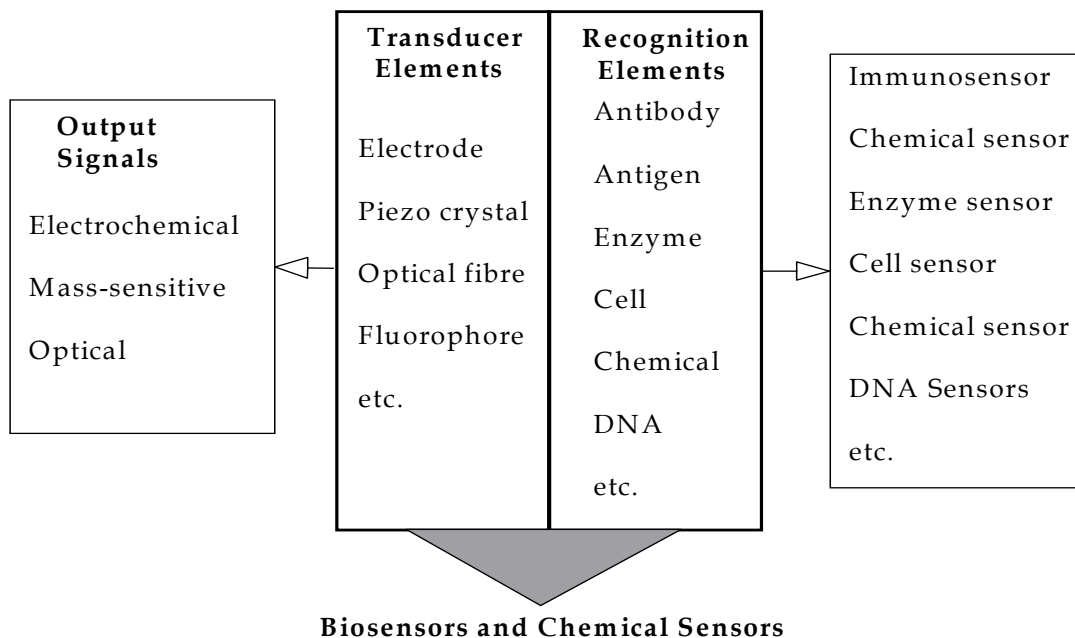 Output
Signals
Electrochemical
Mass-sensitive
Optical
Transducer
Elements
Electrode
Piezo crystal
Optical fibre
Fluorophore
etc.
Recognition
Elements
Antibody
Antigen
Enzyme
Cell
Chemical
DNA
etc.
Immunosensor
Chemical sensor
Enzyme sensor
Cell sensor
Chemical sensor
DNA Sensors
etc.
Biosensors and Chemical Sensors